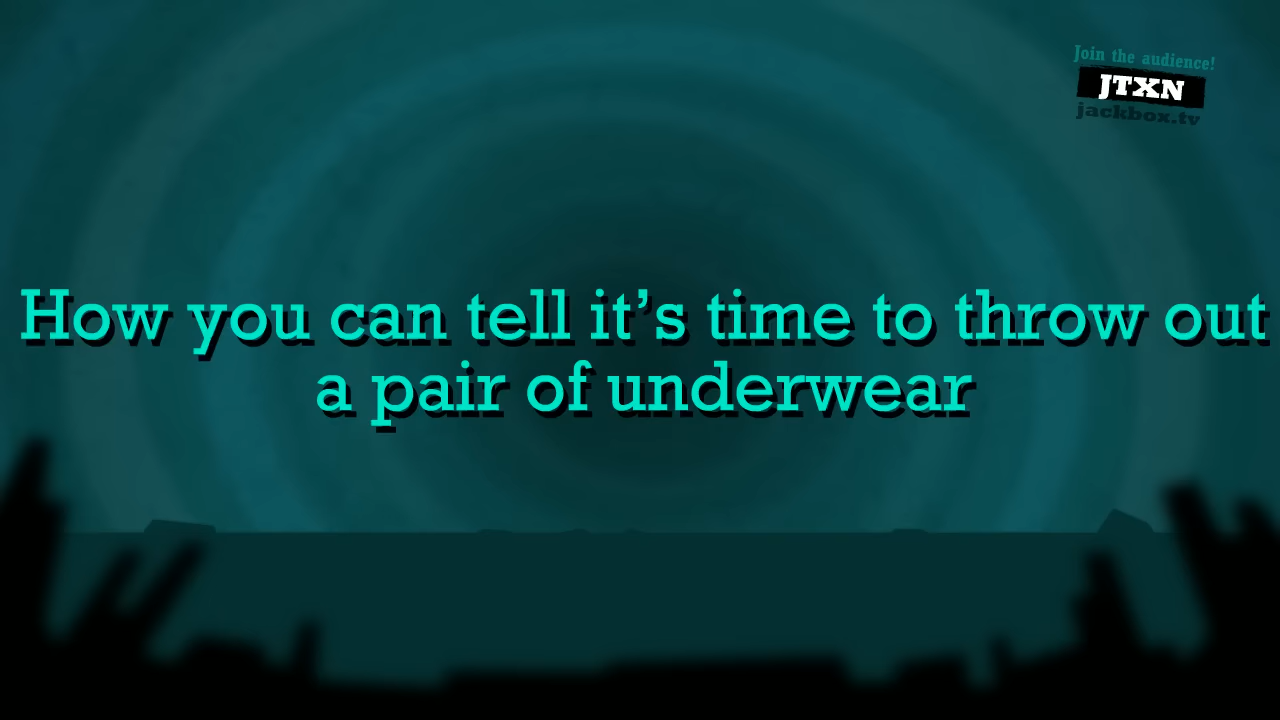 Join the audience!
JTXN
jackbox.tv
How you can tell it’s time to throw out
a pair of underwear